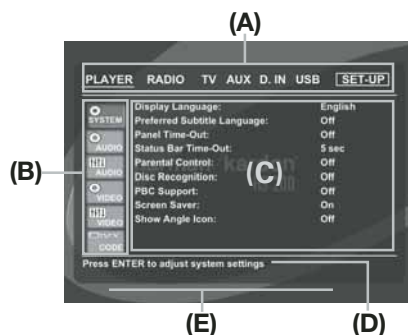 (A)
PLAYER RADIO TV AUX D. IN USB SET-UP
SYSTEM
AUDIO
AUDIO
VIDEO
VIDEO
CODE
Display Language: English
Preferred Subtitle Language: Off
Panel Time-Out: Off
Status Bar Time-Out: 5 sec
Parental Control: Off
Disc Recognition: Off
PBC Support: Off
Screen Saver: On
Show Angle Icon: Off
(B)
(C)
Press ENTER to adjust system settings
(E)
(D)